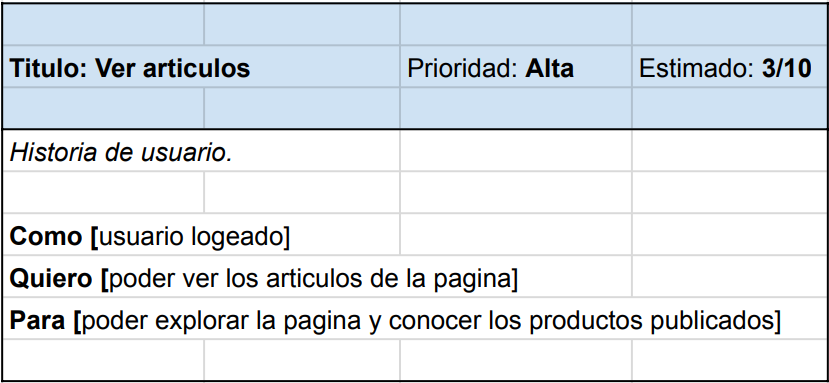 Titulo: Ver articulos Prioridad: Alta Estimado: 3/10
Historia de usuario.
Como [usuario logeado]
Quiero [poder ver los articulos de la pagina]
Para [poder explorar la pagina y conocer los productos publicados]